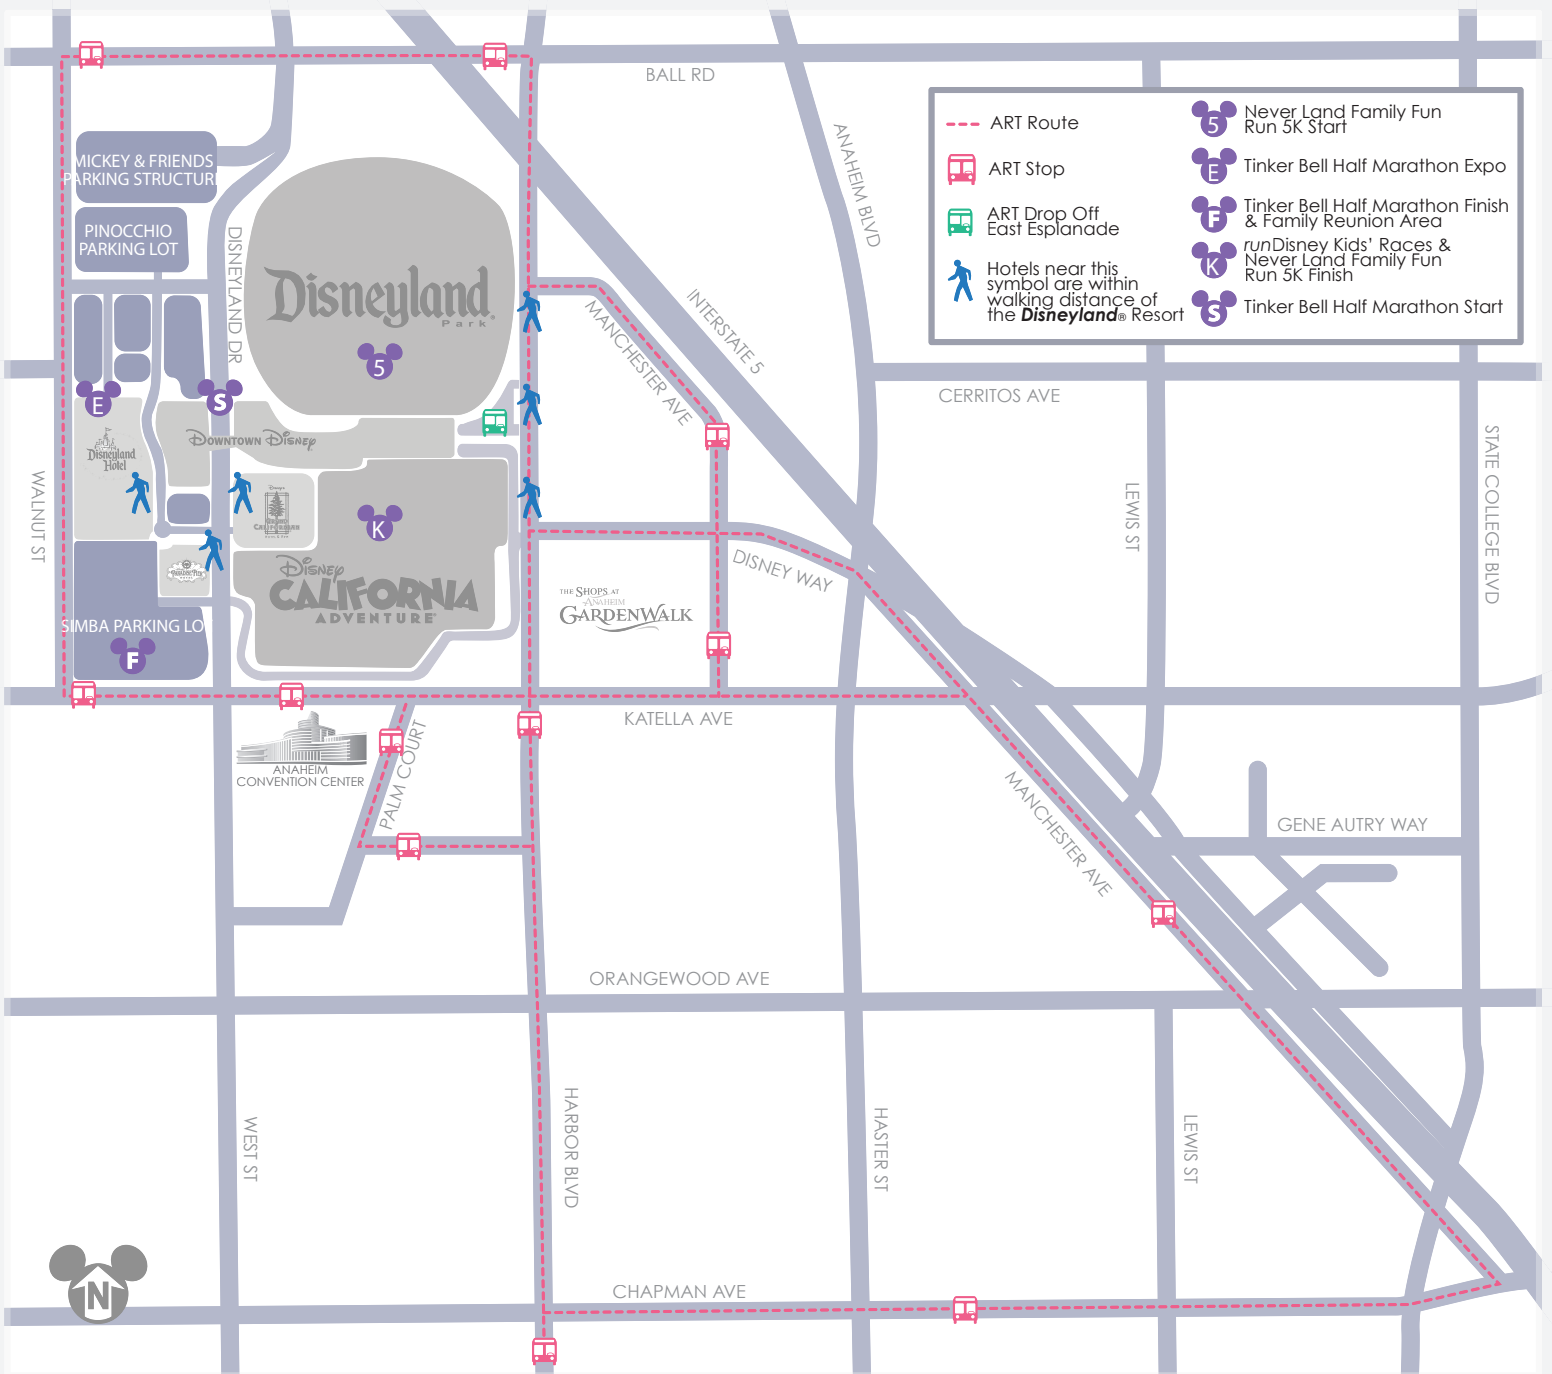 BALL RD
ART Route
ART Stop
ART Drop Off
East Esplanade
Hotels near this
symbol are within
walking distance of
the Disneyland® Resort
5
Never Land Family Fun
Run 5K Start
E
Tinker Bell Half Marathon Expo
F
Tinker Bell Half Marathon Finish
& Family Reunion Area
K
runDisney Kids' Races &
Never Land Family Fun
Run 5K Finish
S
Tinker Bell Half Marathon Start
MICKEY & FRIENDS
PARKING STRUCTURE
PINOCCHIO
PARKING LOT
DISNEYLAND DR
Disneyland
Park
5
ANAHEIM BLVD
INTERSTATE 5
MANCHESTER AVE
CERRITOS AVE
E
S
Disneyland
Hotel
DOWNTOWN DISNEY
WALNUT ST
K
LEWIS ST
STATE COLLEGE BLVD
DISNEY WAY
DISNEY
CALIFORNIA
ADVENTURE
THE SHOPS AT
ANAHEIM
GARDENWALK
SIMBA PARKING LO
F
KATELLA AVE
ANAHEIM
CONVENTION CENTER
PALM COURT
MANCHESTER AVE
GENE AUTRY WAY
ORANGEWOOD AVE
WEST ST
HARBOR BLVD
HASTER ST
LEWIS ST
N
CHAPMAN AVE